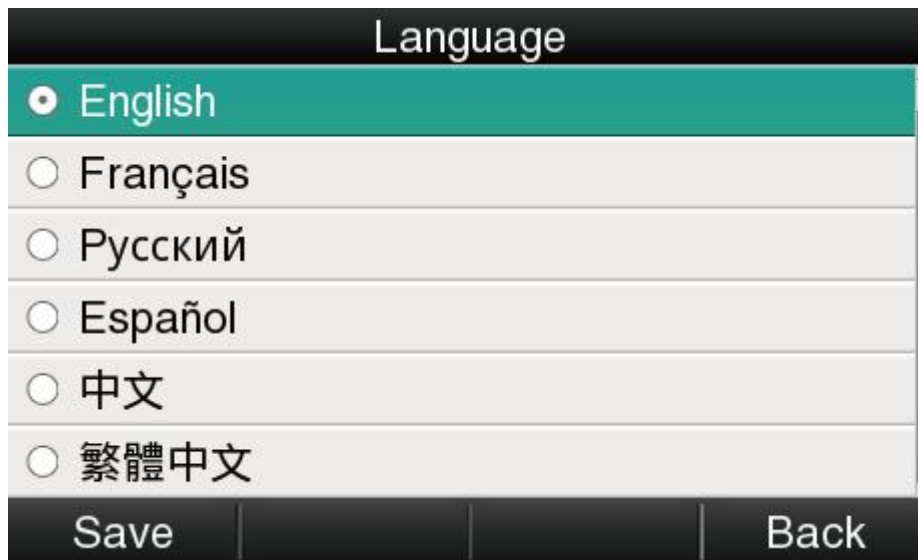 Language
English
Français
Русский
Español
中文
繁體中文
Save Back